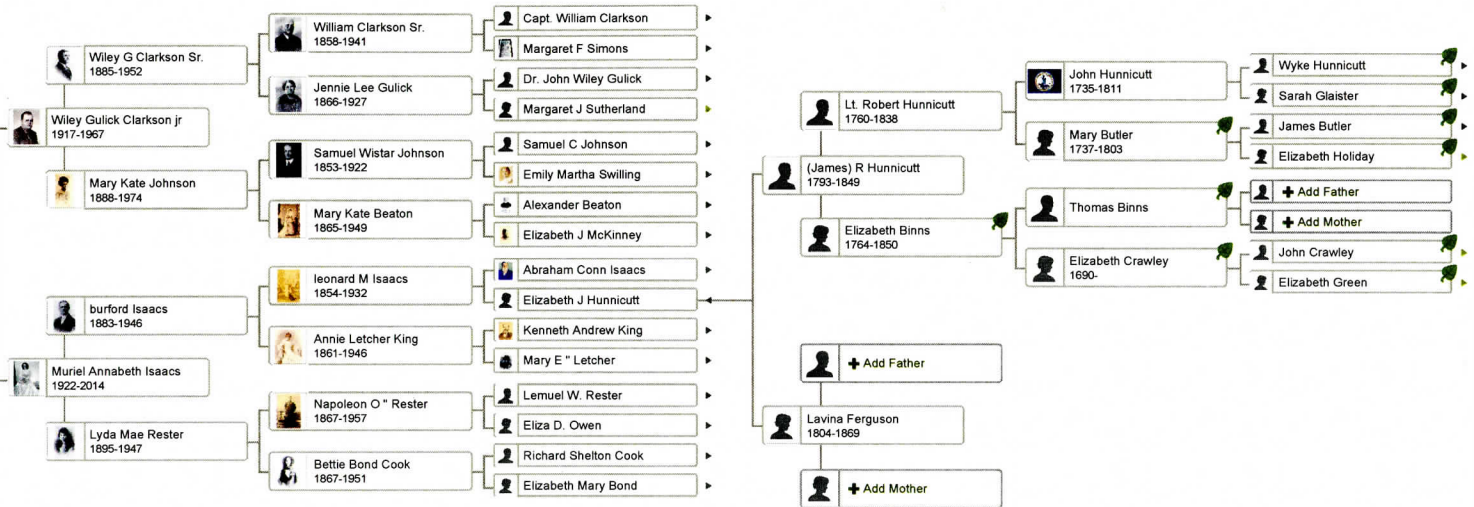 Wiley Gulick Clarkson jr
1917-1967
Wiley G Clarkson Sr.
1885-1952
Mary Kate Johnson
1888-1974
William Clarkson Sr.
1858-1941
Jennie Lee Gulick
1866-1927
Samuel Wistar Johnson
1853-1922
Mary Kate Beaton
1865-1949
Capt. William Clarkson
Margaret F Simons
Dr. John Wiley Gulick
Margaret J Sutherland
Samuel C Johnson
Emily Martha Swilling
Alexander Beaton
Elizabeth J McKinney
Muriel Annabeth Isaacs
1922-2014
burford Isaacs
1883-1946
Lyda Mae Rester
1895-1947
leonard M Isaacs
1854-1932
Annie Letcher King
1861-1946
Napoleon O " Rester
1867-1957
Bettie Bond Cook
1867-1951
Abraham Conn Isaacs
Elizabeth J Hunnicutt
Kenneth Andrew King
Mary E " Letcher
Lemuel W. Rester
Eliza D. Owen
Richard Shelton Cook
Elizabeth Mary Bond
(James) R Hunnicutt
1793-1849
Lt. Robert Hunnicutt
1760-1838
Elizabeth Binns
1764-1850
John Hunnicutt
1735-1811
Mary Butler
1737-1803
Thomas Binns
Elizabeth Crawley
1690-
Wyke Hunnicutt
Sarah Glaister
James Butler
Elizabeth Holiday
+ Add Father
+ Add Mother
John Crawley
Elizabeth Green
Lavina Ferguson
1804-1869
+ Add Father
+ Add Mother